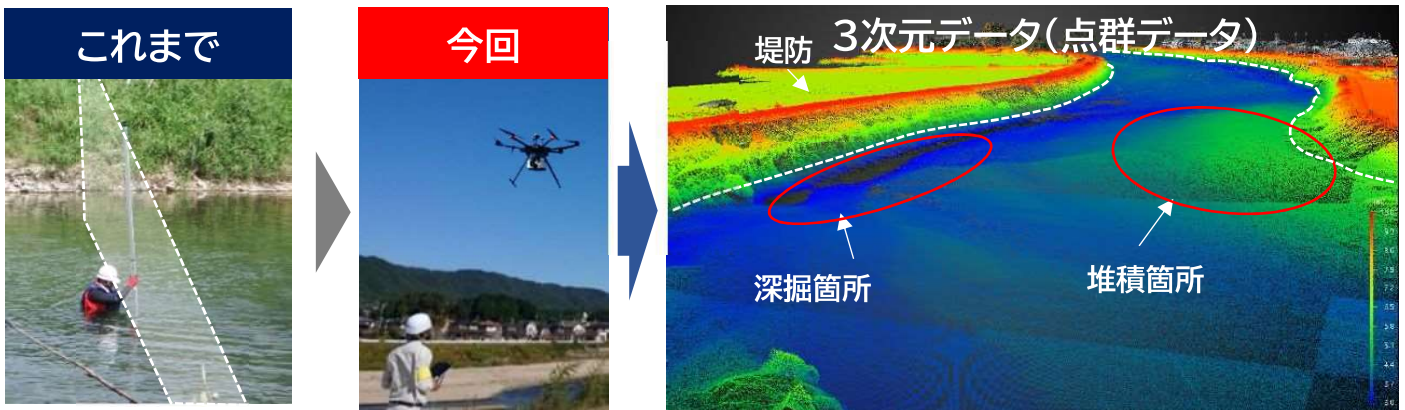 これまで
今回
3次元データ(点群データ)
堤防
深掘箇所
堆積箇所